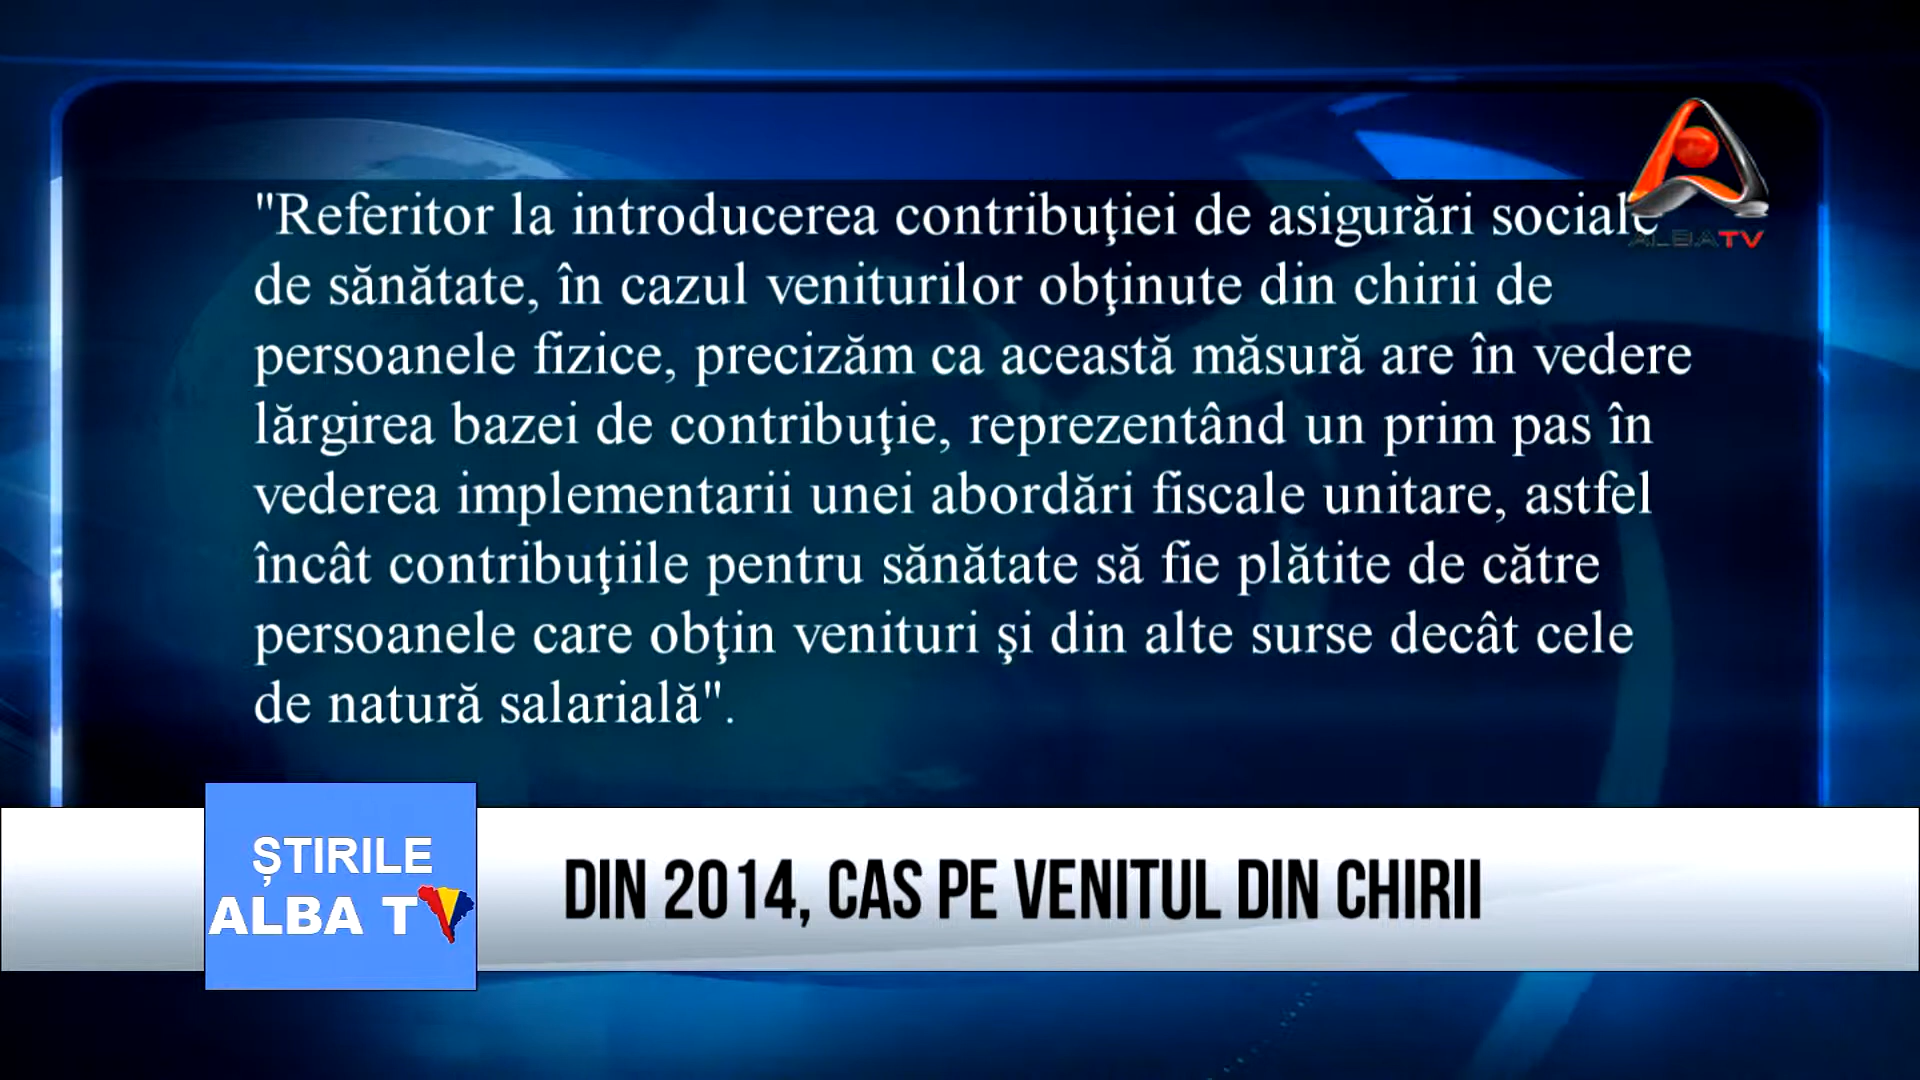 "Referitor la introducerea contribuţiei de asigurări sociale
de sănătate, în cazul veniturilor obţinute din chirii de
persoanele fizice, precizăm ca această măsură are în vedere
lărgirea bazei de contribuţie, reprezentând un prim pas în
vederea implementarii unei abordări fiscale unitare, astfel
încât contribuţiile pentru sănătate să fie plătite de către
persoanele care obţin venituri şi din alte surse decât cele
de natură salarială".
ALBATV
ȘTIRILE
ALBA TV
DIN 2014, CAS PE VENITUL DIN CHIRII